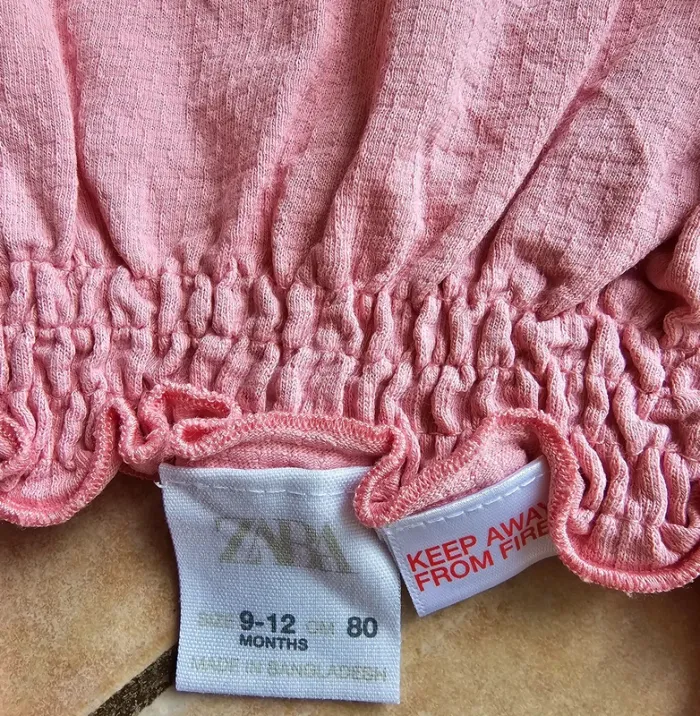 ZARA
SIZE 9-12 CM 80
MONTHS
MADE IN BANGLADESH
KEEP AWAY
FROM FIRE